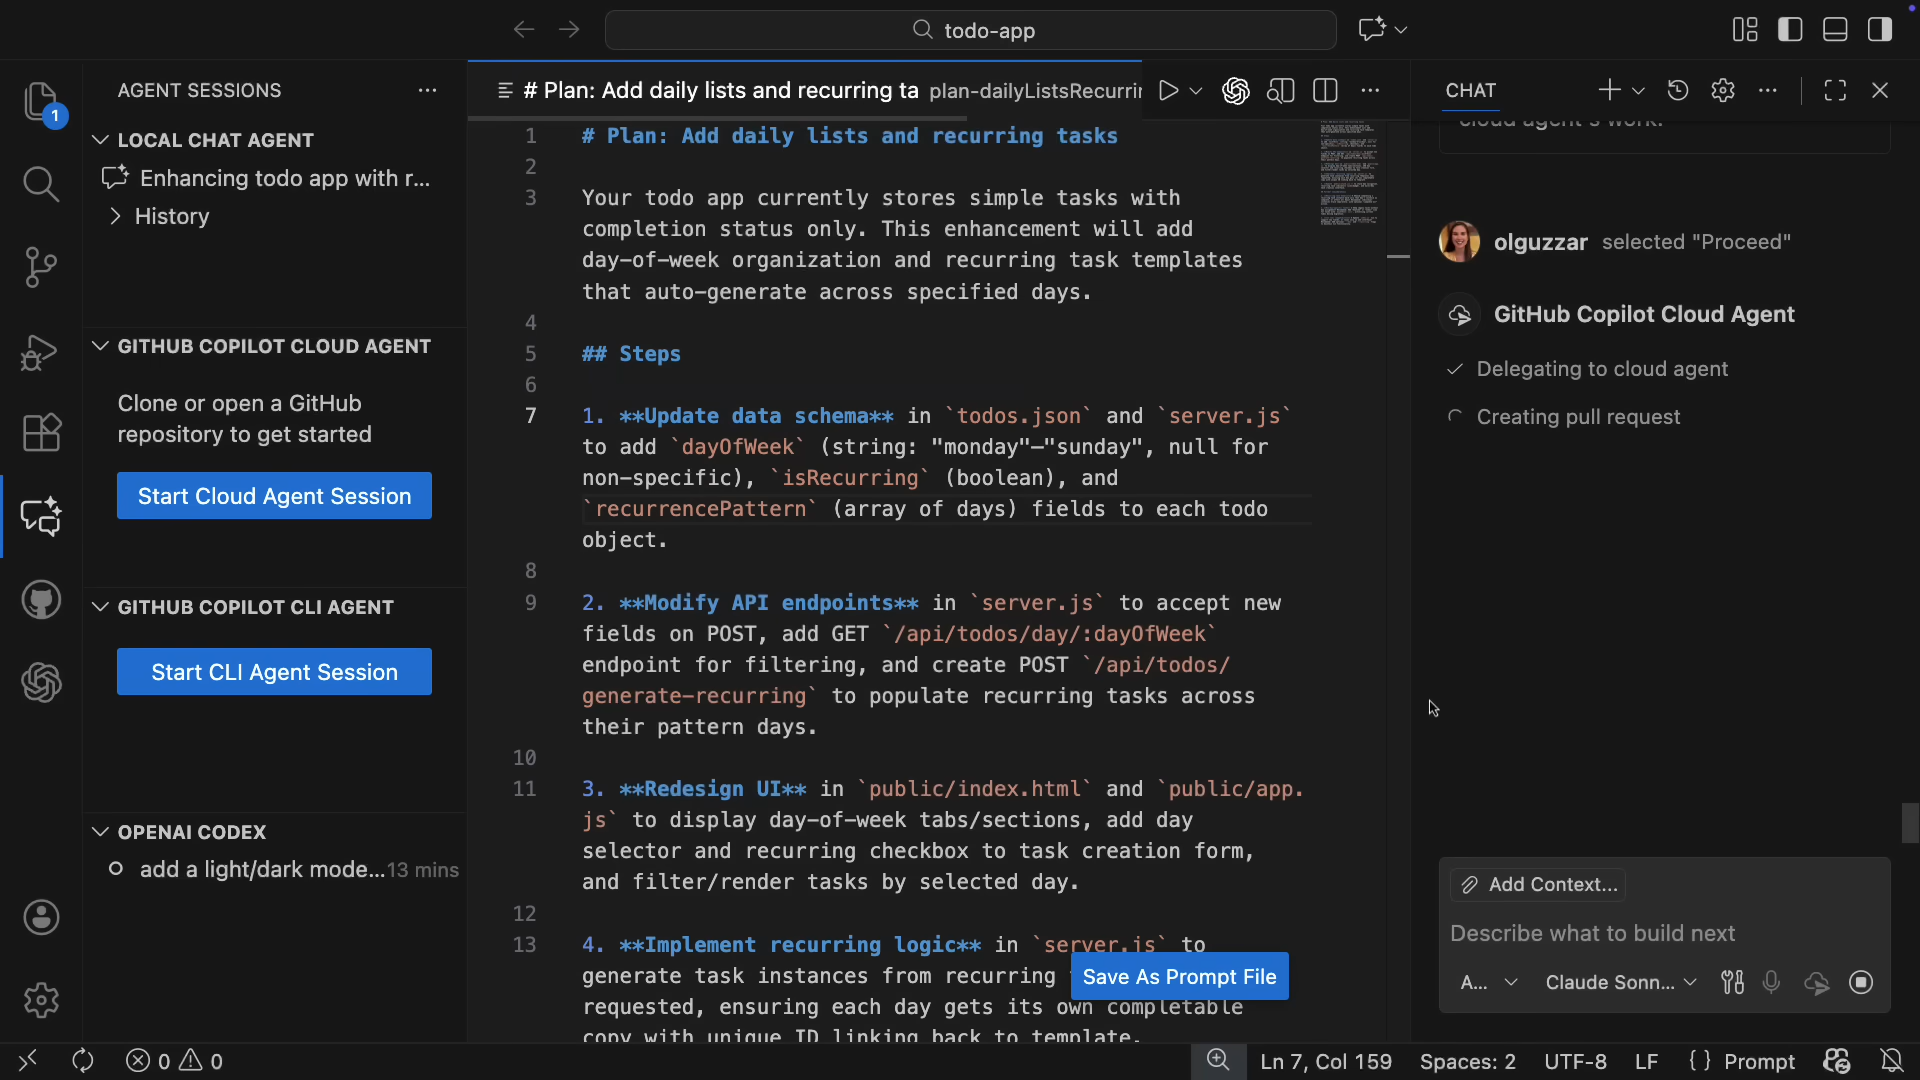 todo-app
1
AGENT SESSIONS
LOCAL CHAT AGENT
Enhancing todo app with r...
History
GITHUB COPILOT CLOUD AGENT
Clone or open a GitHub
repository to get started
Start Cloud Agent Session
GITHUB COPILOT CLI AGENT
Start CLI Agent Session
OPENAI CODEX
add a light/dark mode... 13 mins
# Plan: Add daily lists and recurring ta plan-dailyListsRecurrin
1 # Plan: Add daily lists and recurring tasks
2
3 Your todo app currently stores simple tasks with
completion status only. This enhancement will add
day-of-week organization and recurring task templates
that auto-generate across specified days.
4
5 ## Steps
6
7 1. **Update data schema** in `todos.json` and `server.js`
to add `dayOfWeek` (string: "monday"–"sunday", null for
non-specific), `isRecurring` (boolean), and
`recurrencePattern` (array of days) fields to each todo
object.
8
9 2. **Modify API endpoints** in `server.js` to accept new
fields on POST, add GET `/api/todos/day/:dayOfWeek`
endpoint for filtering, and create POST `/api/todos/
generate-recurring` to populate recurring tasks across
their pattern days.
10
11 3. **Redesign UI** in `public/index.html` and `public/app.
js` to display day-of-week tabs/sections, add day
selector and recurring checkbox to task creation form,
and filter/render tasks by selected day.
12
13 4. **Implement recurring logic** in `server.js` to
generate task instances from recurring
requested, ensuring each day gets its own completable
copy with unique ID linking back to template.
Save As Prompt File
CHAT
cloud agent's work.
olguzzar selected "Proceed"
GitHub Copilot Cloud Agent
Delegating to cloud agent
Creating pull request
Add Context...
Describe what to build next
A... Claude Sonn...
0 0
Ln 7, Col 159 Spaces: 2 UTF-8 LF { } Prompt